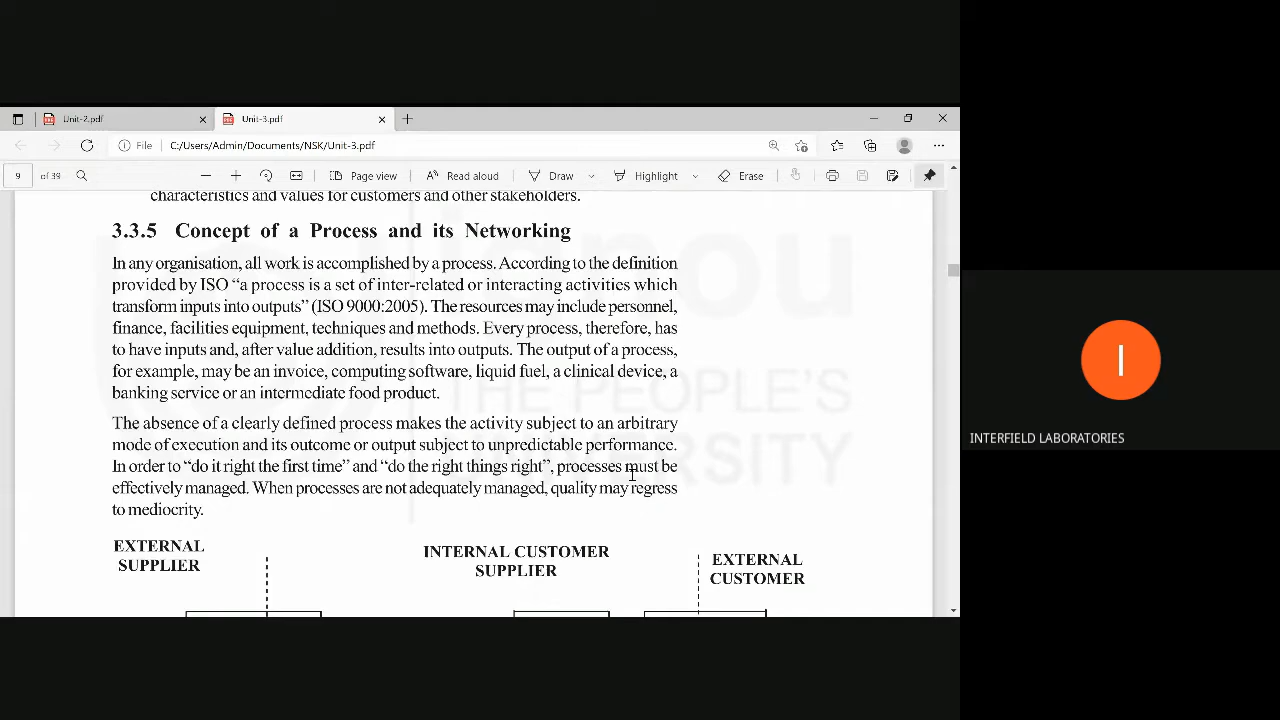 Unit-2.pdf
Unit-3.pdf
File
C:/Users/Admin/Documents/NSK/Unit-3.pdf
9 of 39
Page view
Read aloud
Draw
Highlight
Erase
characteristics and values for customers and other stakeholders.
3.3.5 Concept of a Process and its Networking
In any organisation, all work is accomplished by a process. According to the definition
provided by ISO “a process is a set of inter-related or interacting activities which
transform inputs into outputs” (ISO 9000:2005). The resources may include personnel,
finance, facilities equipment, techniques and methods. Every process, therefore, has
to have inputs and, after value addition, results into outputs. The output of a process,
for example, may be an invoice, computing software, liquid fuel, a clinical device, a
banking service or an intermediate food product.
The absence of a clearly defined process makes the activity subject to an arbitrary
mode of execution and its outcome or output subject to unpredictable performance.
In order to “do it right the first time” and “do the right things right”, processes must be
effectively managed. When processes are not adequately managed, quality may regress
to mediocrity.
EXTERNAL
SUPPLIER
INTERNAL CUSTOMER
SUPPLIER
EXTERNAL
CUSTOMER
THE PEOPLE'S
I
INTERFIELD LABORATORIES